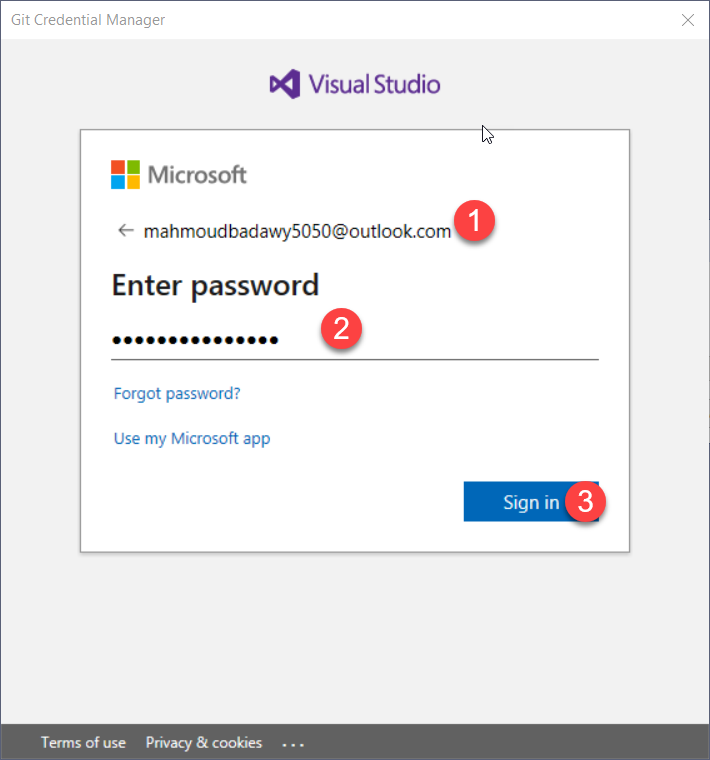 Git Credential Manager
Visual Studio
Microsoft
mahmoudbadawy5050@outlook.com 1
Enter password
••••••••••••••• 2
Forgot password?
Use my Microsoft app
Sign in 3
Terms of use Privacy & cookies ...